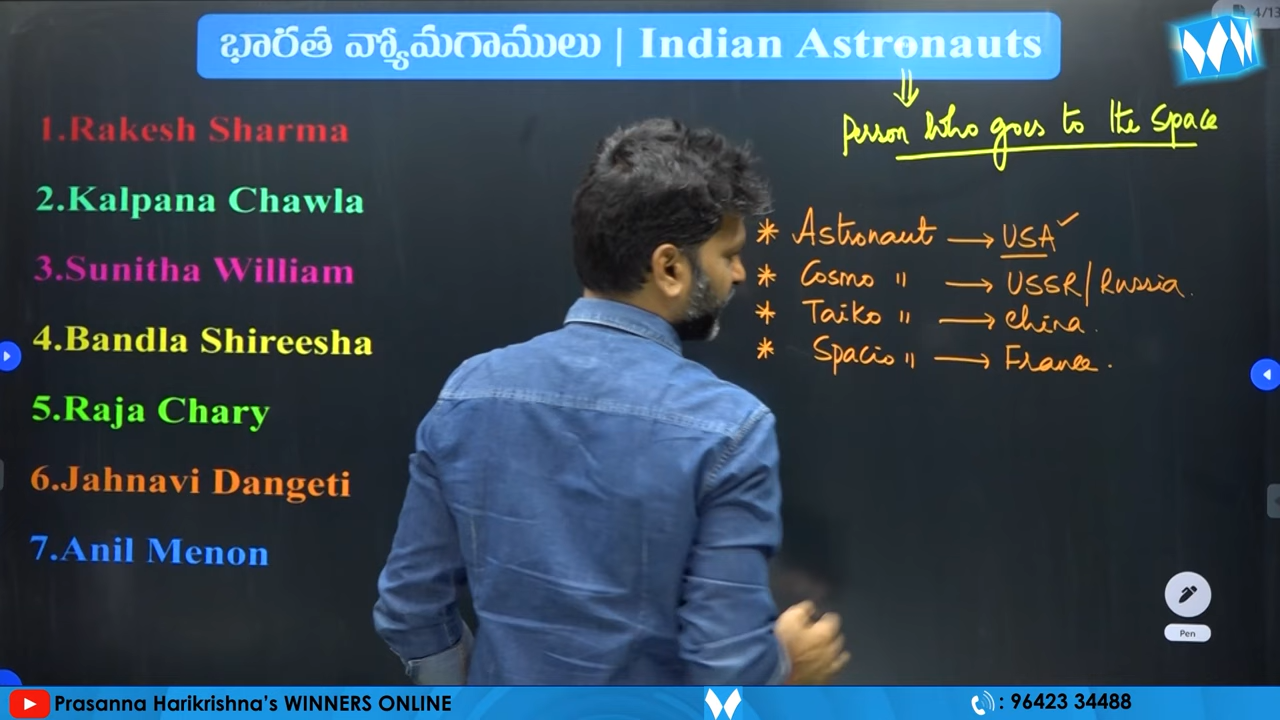 4/13
భారత వ్యోమగాములు | Indian Astronauts
Person who goes to the Space
1.Rakesh Sharma
2.Kalpana Chawla
3.Sunitha William
4.Bandla Shireesha
5.Raja Chary
6.Jahnavi Dangeti
7.Anil Menon
* Astronaut → USA ✓
* Cosmo " → USSR/Russia.
* Taiko " → China.
* Spacio " → France.
Pen
Prasanna Harikrishna's WINNERS ONLINE
: 96423 34488